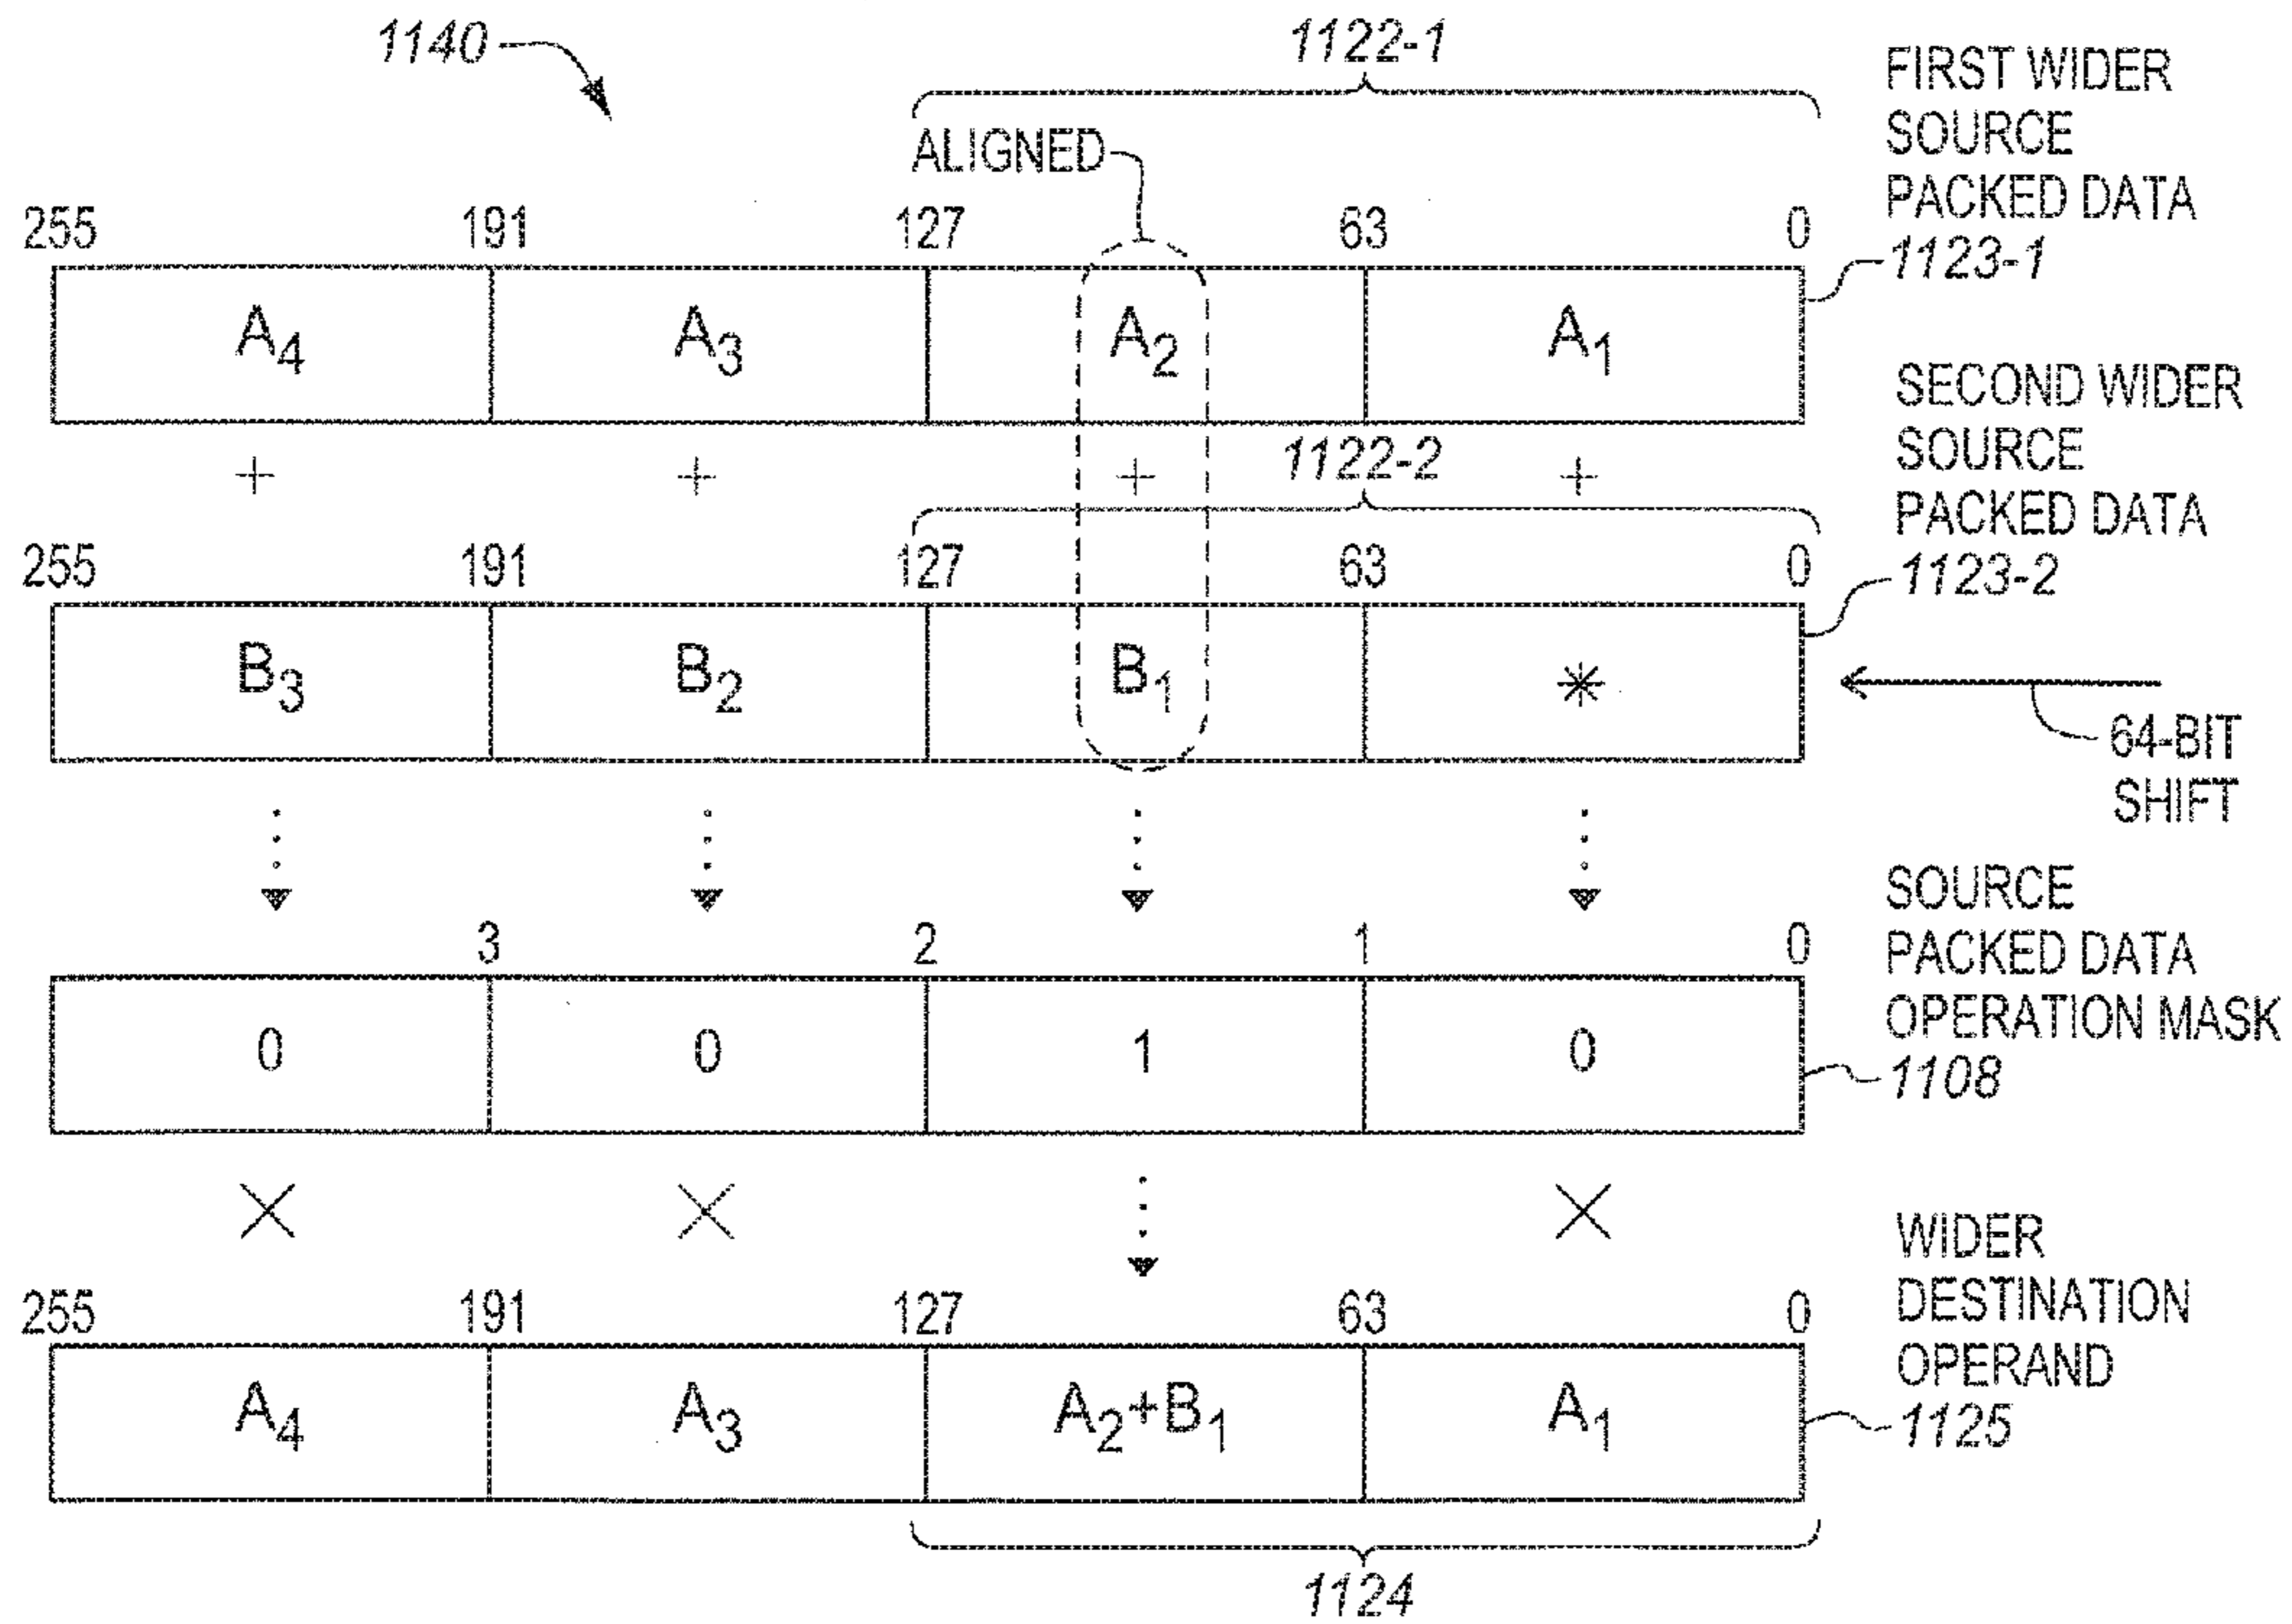 1140
1122-1
FIRST WIDER
SOURCE
PACKED DATA
1123-1
ALIGNED
255 191 127 63 0
A4 A3 A2 A1
+ + + +
1122-2
SECOND WIDER
SOURCE
PACKED DATA
1123-2
255 191 127 63 0
B3 B2 B1 *
64-BIT
SHIFT
SOURCE
PACKED DATA
OPERATION MASK
1108
3 2 1 0
0 0 1 0
WIDER
DESTINATION
OPERAND
1125
255 191 127 63 0
A4 A3 A2+B1 A1
1124